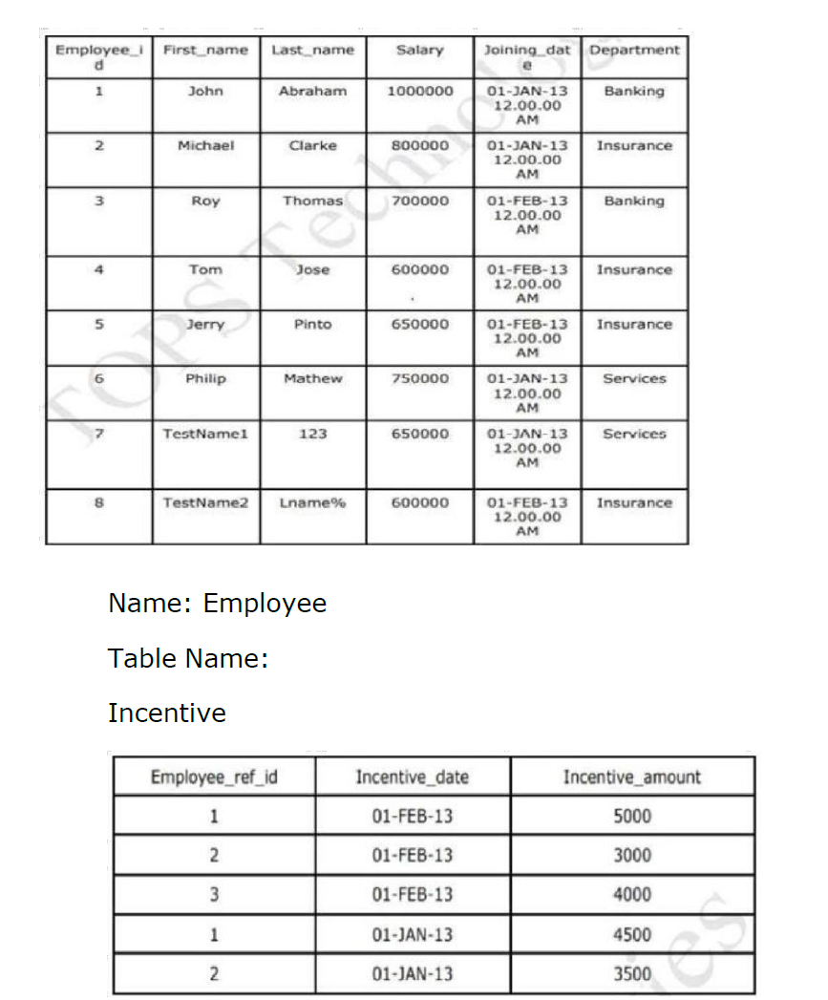 Employee_i First_name Last_name Salary Joining_dat Department
d e
1 John Abraham 1000000 01-JAN-13 Banking
12.00.00
AM
2 Michael Clarke 800000 01-JAN-13 Insurance
12.00.00
AM
3 Roy Thomas 700000 01-FEB-13 Banking
12.00.00
AM
4 Tom Jose 600000 01-FEB-13 Insurance
12.00.00
AM
5 Jerry Pinto 650000 01-FEB-13 Insurance
12.00.00
AM
6 Philip Mathew 750000 01-JAN-13 Services
12.00.00
AM
7 TestName1 123 650000 01-JAN-13 Services
12.00.00
AM
8 TestName2 Lname% 600000 01-FEB-13 Insurance
12.00.00
AM
TOPS Technolog
Name: Employee
Table Name:
Incentive
Employee_ref_id Incentive_date Incentive_amount
1 01-FEB-13 5000
2 01-FEB-13 3000
3 01-FEB-13 4000
1 01-JAN-13 4500
2 01-JAN-13 3500
ies